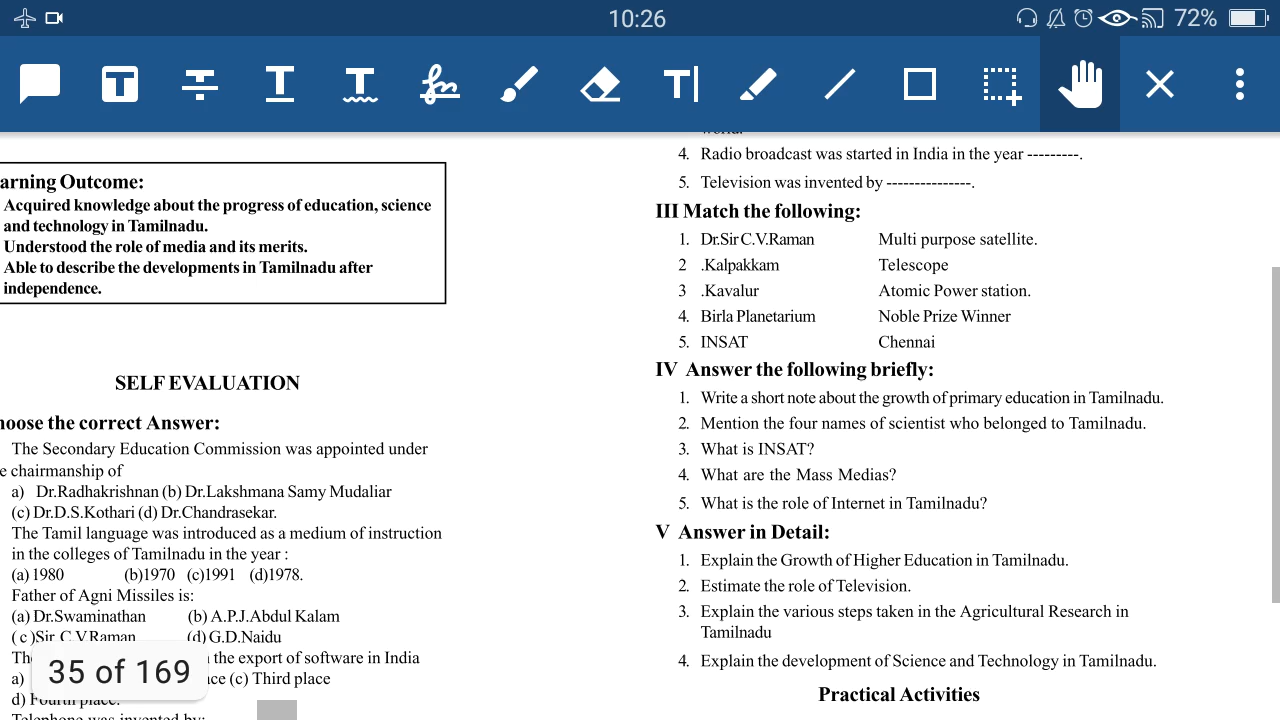 10:26
72%
arning Outcome:
Acquired knowledge about the progress of education, science
and technology in Tamilnadu.
Understood the role of media and its merits.
Able to describe the developments in Tamilnadu after
independence.
SELF EVALUATION
hoose the correct Answer:
The Secondary Education Commission was appointed under
e chairmanship of
a) Dr.Radhakrishnan (b) Dr.Lakshmana Samy Mudaliar
(c) Dr.D.S.Kothari (d) Dr.Chandrasekar.
The Tamil language was introduced as a medium of instruction
in the colleges of Tamilnadu in the year :
(a) 1980 (b)1970 (c)1991 (d)1978.
Father of Agni Missiles is:
(a) Dr.Swaminathan (b) A.P.J.Abdul Kalam
( c )Sir. C.V.Raman (d) G.D.Naidu
the export of software in India
a) (c) Third place
d) Fourth place.
Telephone was invented by:
35 of 169
world.
4. Radio broadcast was started in India in the year ---------.
5. Television was invented by ---------------.
III Match the following:
1. Dr.Sir C.V.Raman Multi purpose satellite.
2 .Kalpakkam Telescope
3 .Kavalur Atomic Power station.
4. Birla Planetarium Noble Prize Winner
5. INSAT Chennai
IV Answer the following briefly:
1. Write a short note about the growth of primary education in Tamilnadu.
2. Mention the four names of scientist who belonged to Tamilnadu.
3. What is INSAT?
4. What are the Mass Medias?
5. What is the role of Internet in Tamilnadu?
V Answer in Detail:
1. Explain the Growth of Higher Education in Tamilnadu.
2. Estimate the role of Television.
3. Explain the various steps taken in the Agricultural Research in
Tamilnadu
4. Explain the development of Science and Technology in Tamilnadu.
Practical Activities